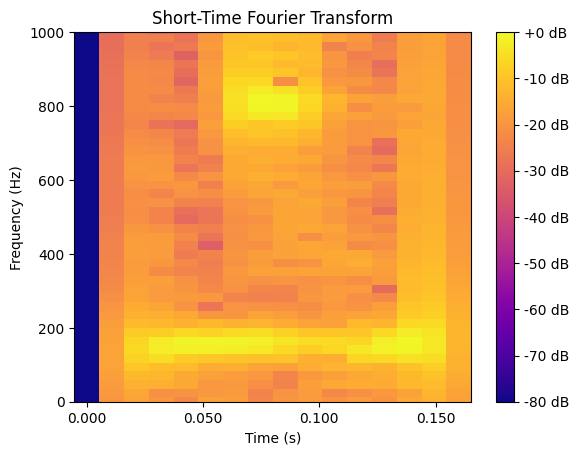 Short-Time Fourier Transform
1000
800
600
400
200
0
Frequency (Hz)
0.000
0.050
0.100
0.150
Time (s)
+0 dB
-10 dB
-20 dB
-30 dB
-40 dB
-50 dB
-60 dB
-70 dB
-80 dB